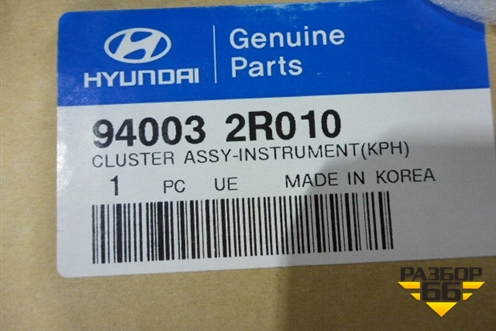 HYUNDAI
Genuine
Parts
94003 2R010
CLUSTER ASSY-INSTRUMENT(KPH)
1 PC UE MADE IN KOREA
РАЗБОР
66